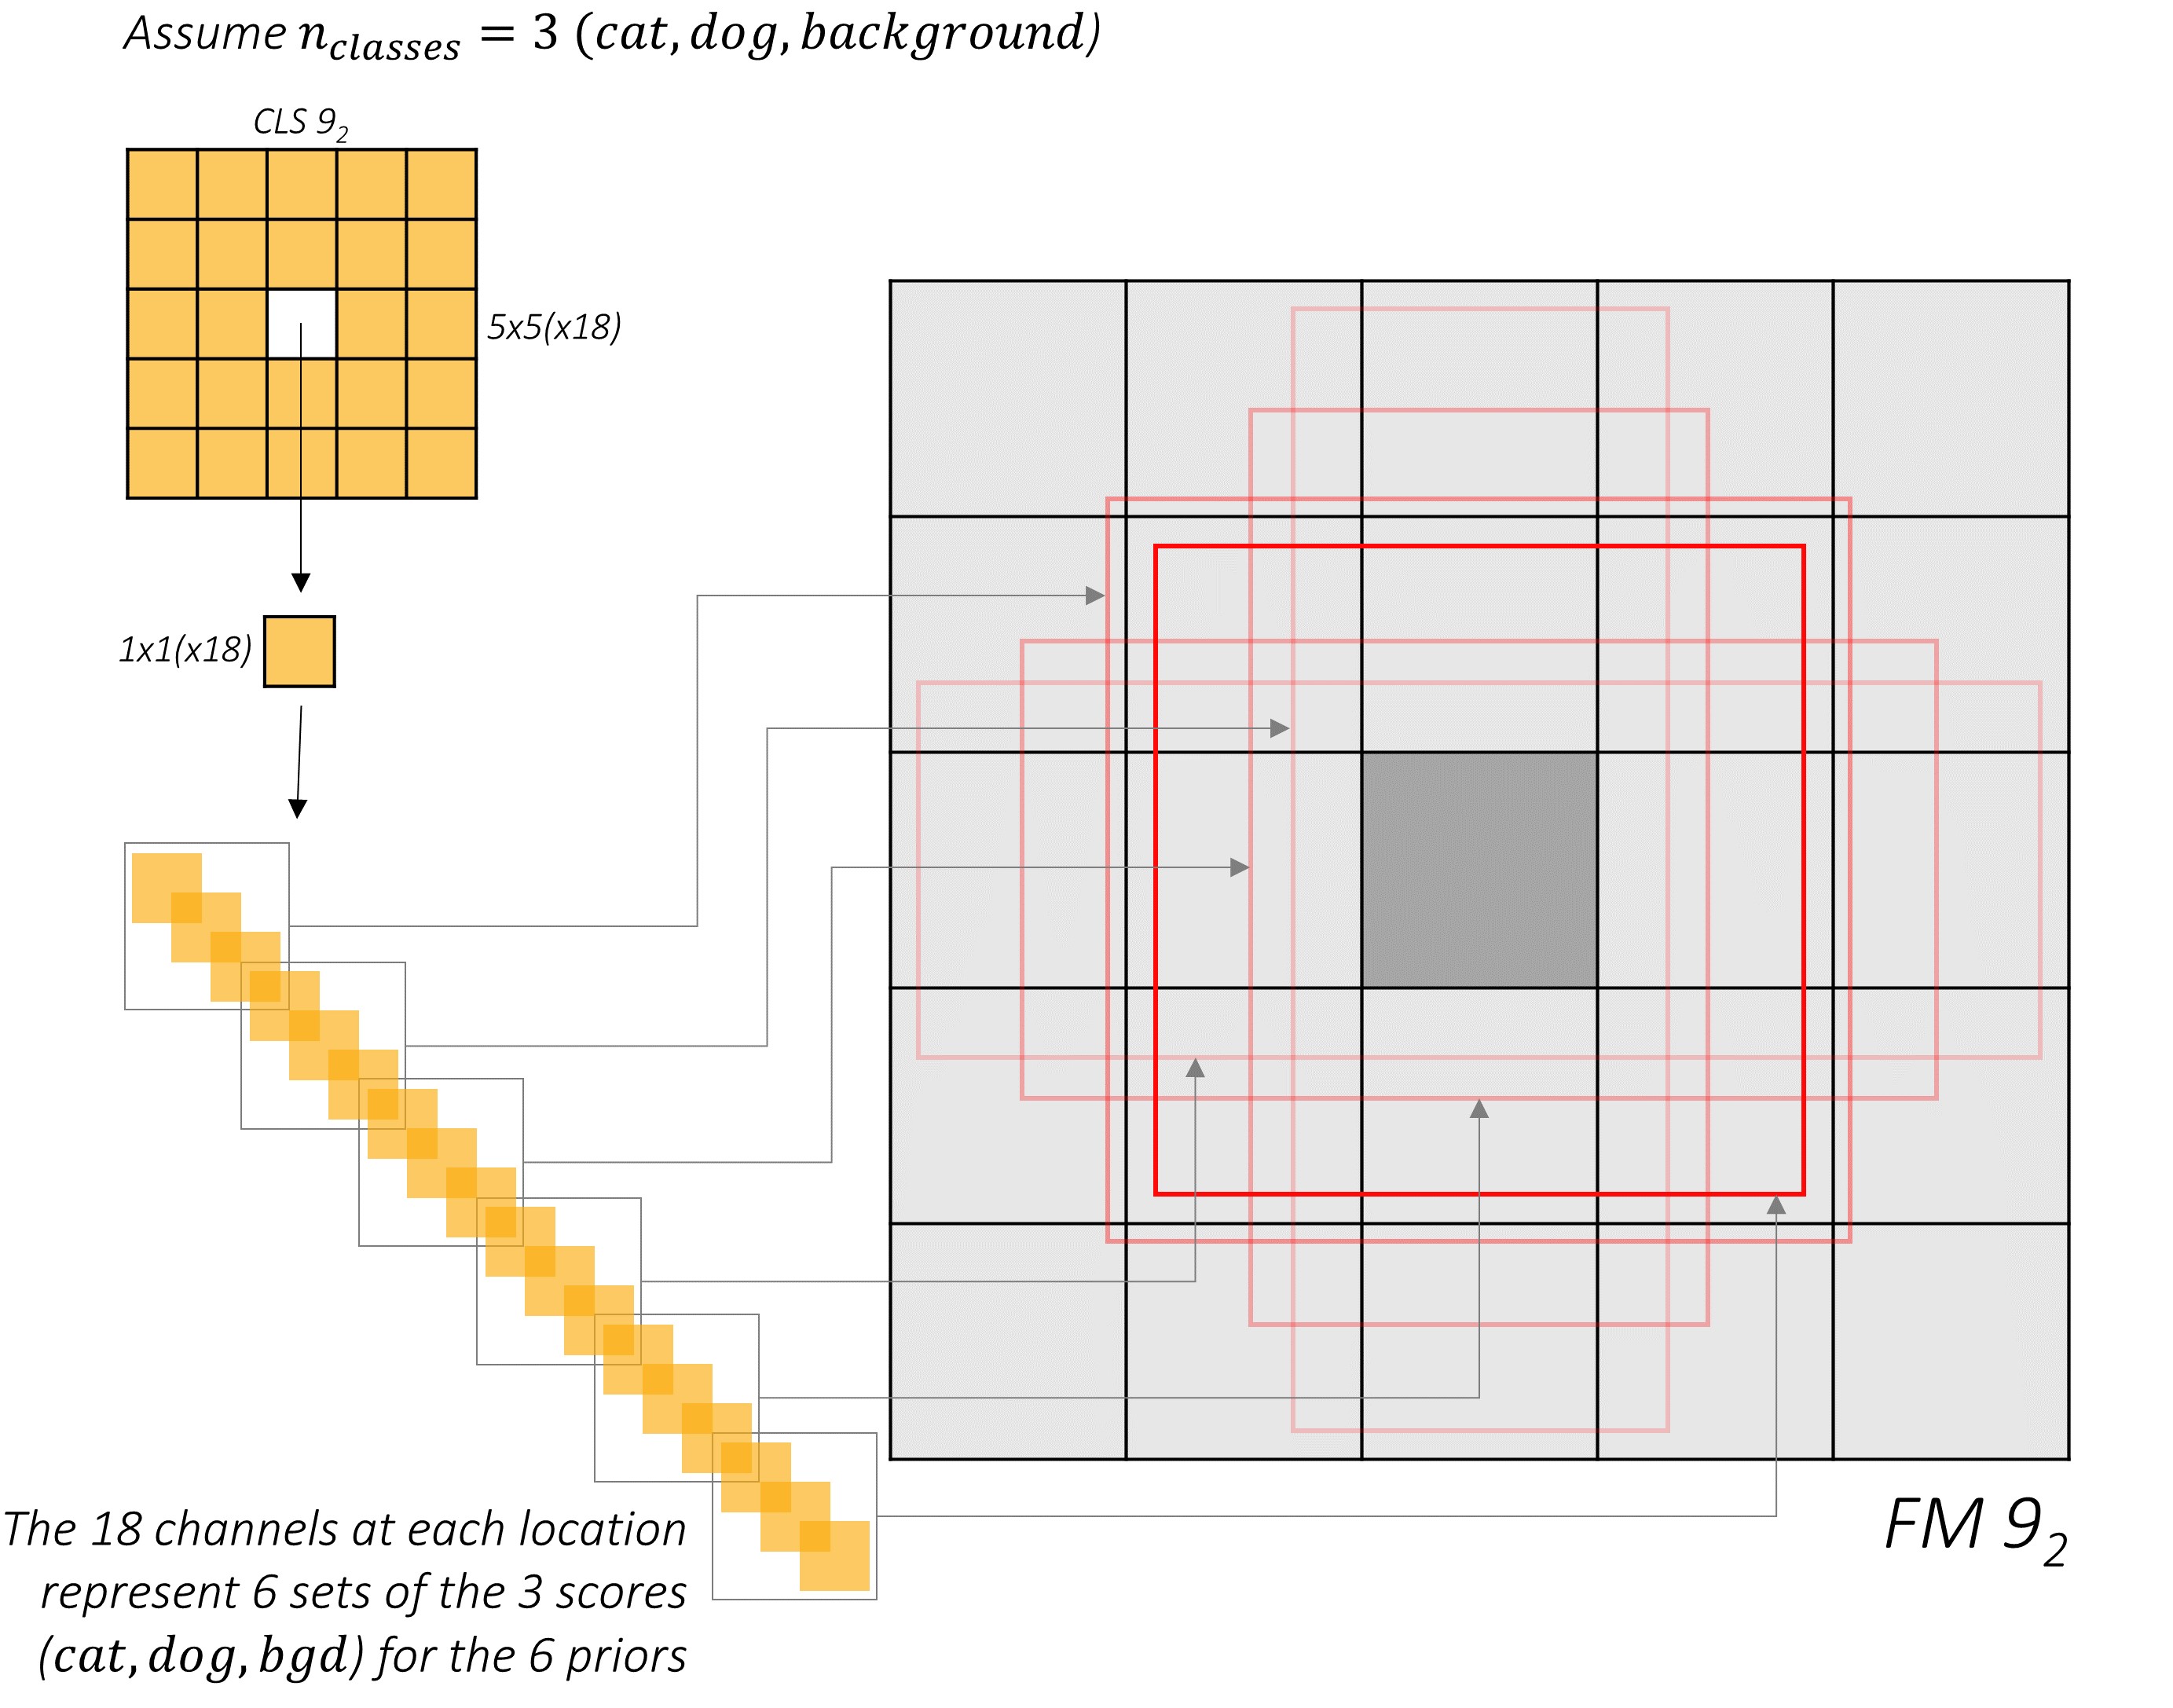 Assume n_classes = 3 (cat, dog, background)
CLS 9_2
5x5(x18)
1x1(x18)
The 18 channels at each location
represent 6 sets of the 3 scores
(cat, dog, bgd) for the 6 priors
FM 9_2